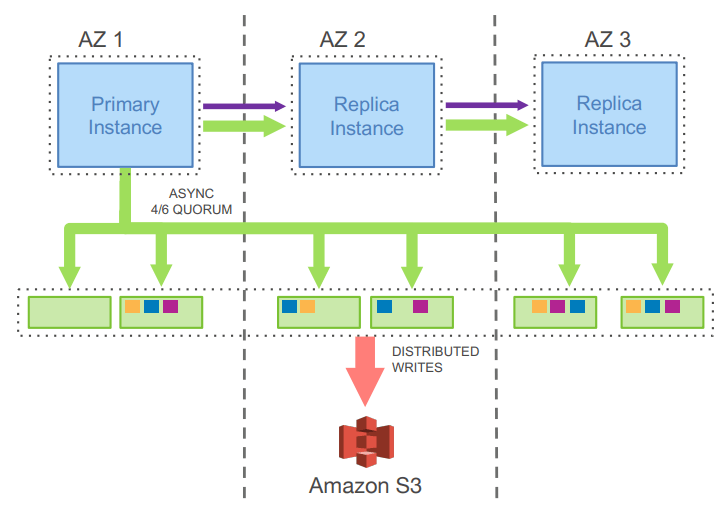 AZ 1
AZ 2
AZ 3
Primary
Instance
Replica
Instance
Replica
Instance
ASYNC
4/6 QUORUM
DISTRIBUTED
WRITES
Amazon S3